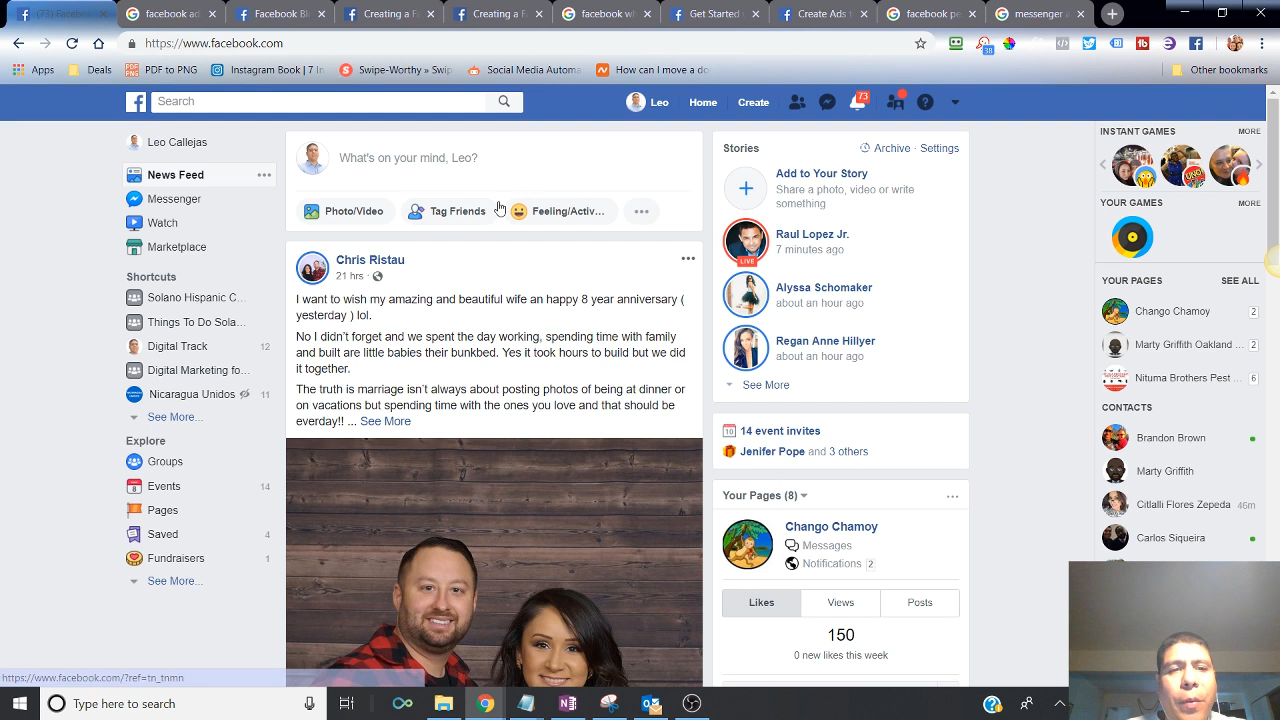 (73) Facebook
facebook ad
Facebook Bl
Creating a F
Creating a F
facebook wh
Get Started
Create Ads t
facebook pe
messenger a
https://www.facebook.com
38
Apps
Deals
PDF to PNG
Instagram Book | 7 In
Swipe-Worthy » Swip
Social Media Automa
How can I move a do
Other bookmarks
Search
Leo
Home
Create
73
Leo Callejas
News Feed
Messenger
Watch
Marketplace
Shortcuts
Solano Hispanic C...
Things To Do Sola...
Digital Track 12
Digital Marketing fo...
Nicaragua Unidos 11
See More...
Explore
Groups
Events 14
Pages
Saved 4
Fundraisers 1
See More...
What's on your mind, Leo?
Photo/Video
Tag Friends
Feeling/Activ...
Chris Ristau
21 hrs ·
I want to wish my amazing and beautiful wife an happy 8 year anniversary (
yesterday ) lol.
No I didn't forget and we spent the day working, spending time with family
and built are little babies their bunkbed. Yes it took hours to build but we did
it together.
The truth is marriage isn't always about posting photos of being at dinner or
on vacations but spending time with the ones you love and that should be
everday!! ... See More
Stories
Archive · Settings
Add to Your Story
Share a photo, video or write
something
Raul Lopez Jr.
7 minutes ago
LIVE
Alyssa Schomaker
about an hour ago
Regan Anne Hillyer
about an hour ago
See More
14 event invites
Jenifer Pope and 3 others
Your Pages (8)
Chango Chamoy
Messages
Notifications 2
Likes
Views
Posts
150
0 new likes this week
INSTANT GAMES MORE
YOUR GAMES MORE
YOUR PAGES SEE ALL
Chango Chamoy 2
Marty Griffith Oakland ... 2
Nituma Brothers Pest ... 6
CONTACTS
Brandon Brown
Marty Griffith
Citlalli Flores Zepeda 46m
Carlos Siqueira
https://www.facebook.com/?ref=tn_tnmn
Type here to search